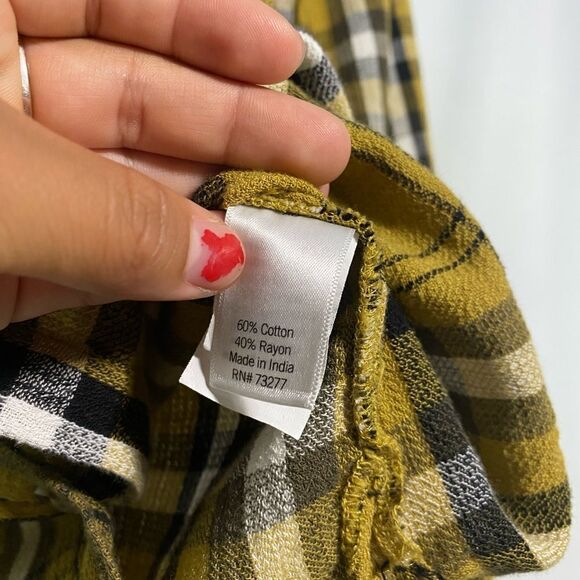 60% Cotton
40% Rayon
Made in India
RN# 73277